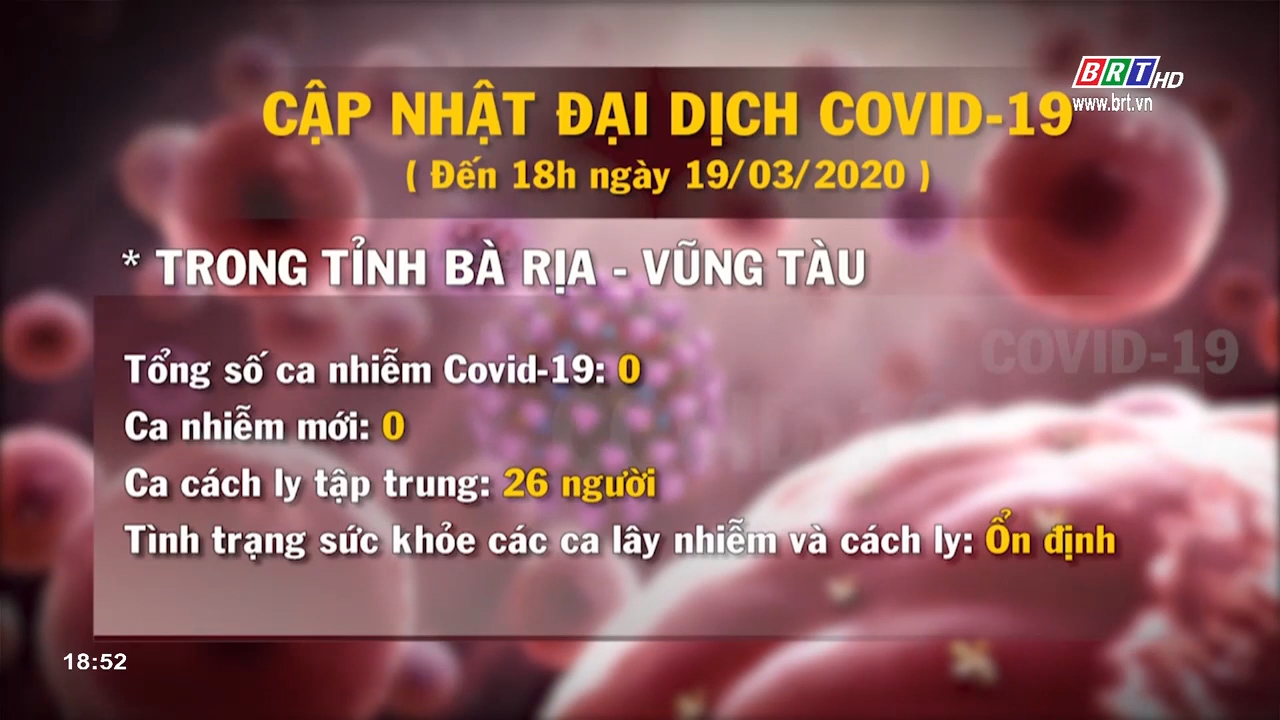 BRT HD
www.brt.vn
CẬP NHẬT ĐẠI DỊCH COVID-19
( Đến 18h ngày 19/03/2020 )
* TRONG TỈNH BÀ RỊA - VŨNG TÀU
COVID-19
Tổng số ca nhiễm Covid-19: 0
Ca nhiễm mới: 0
Ca cách ly tập trung: 26 người
Tình trạng sức khỏe các ca lây nhiễm và cách ly: Ổn định
18:52